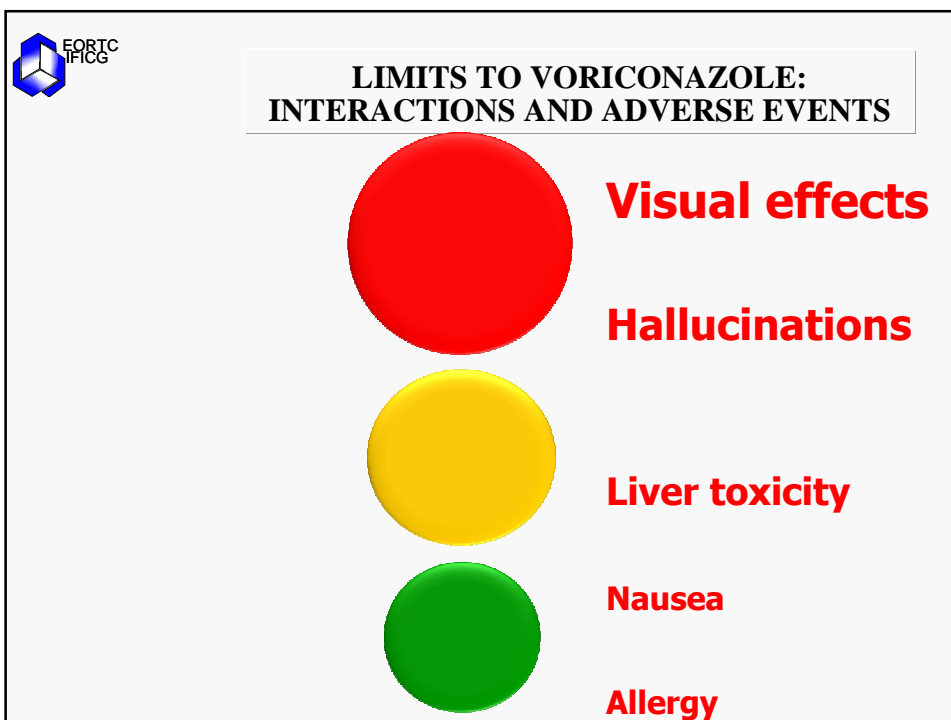 EORTC
IFICG
LIMITS TO VORICONAZOLE:
INTERACTIONS AND ADVERSE EVENTS
Visual effects
Hallucinations
Liver toxicity
Nausea
Allergy